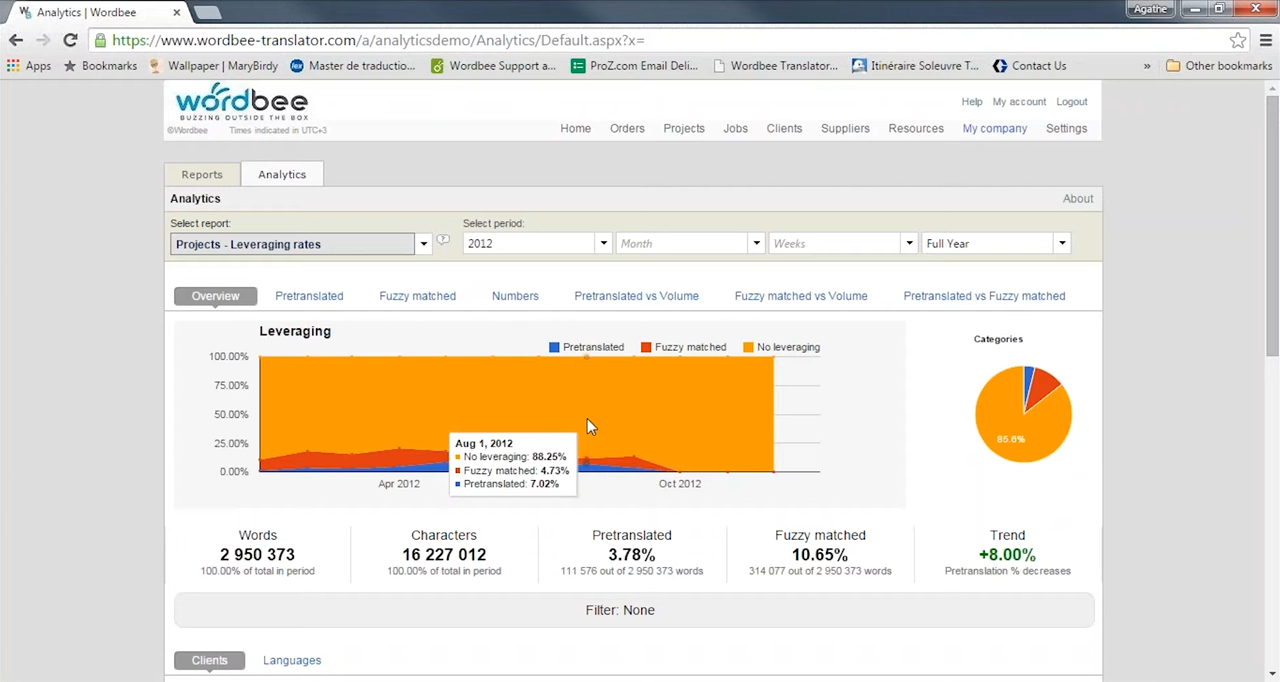 Analytics | Wordbee
Agathe
https://www.wordbee-translator.com/a/analyticsdemo/Analytics/Default.aspx?x=
Apps Bookmarks Wallpaper | MaryBirdy Master de traductio... Wordbee Support a... ProZ.com Email Deli... Wordbee Translator... Itinéraire Soleuvre T... Contact Us » Other bookmarks
wordbee
BUZZING OUTSIDE THE BOX
©Wordbee Times indicated in UTC+3
Help My account Logout
Home Orders Projects Jobs Clients Suppliers Resources My company Settings
Reports Analytics
Analytics About
Select report: Select period:
Projects - Leveraging rates 2012 Month Weeks Full Year
Overview Pretranslated Fuzzy matched Numbers Pretranslated vs Volume Fuzzy matched vs Volume Pretranslated vs Fuzzy matched
Leveraging
Pretranslated Fuzzy matched No leveraging
100.00%
75.00%
50.00%
25.00%
0.00%
Apr 2012 Oct 2012
Aug 1, 2012
No leveraging: 88.25%
Fuzzy matched: 4.73%
Pretranslated: 7.02%
Categories
85.6%
Words Characters Pretranslated Fuzzy matched Trend
2 950 373 16 227 012 3.78% 10.65% +8.00%
100.00% of total in period 100.00% of total in period 111 576 out of 2 950 373 words 314 077 out of 2 950 373 words Pretranslation % decreases
Filter: None
Clients Languages